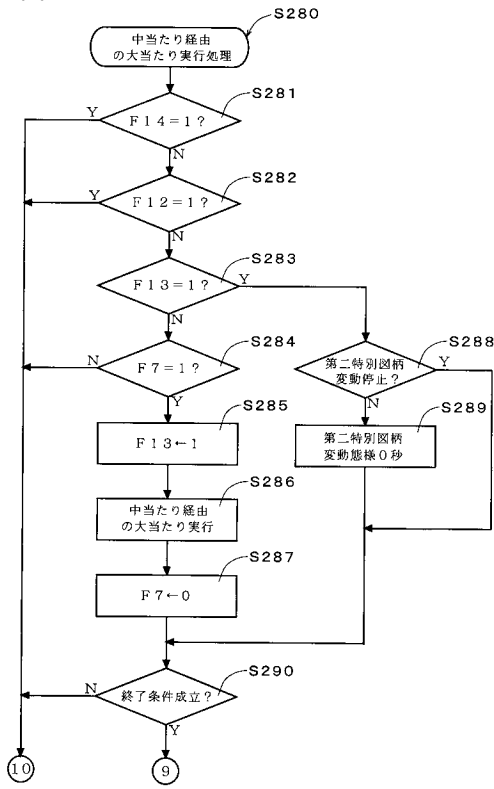 S280
中当たり経由
の大当たり実行処理
S281
F14=1?
Y
N
S282
F12=1?
Y
N
S283
F13=1?
Y
N
S284
F7=1?
N
Y
S288
第二特別図柄
変動停止?
Y
N
S285
F13←1
S289
第二特別図柄
変動態様0秒
S286
中当たり経由
の大当たり実行
S287
F7←0
S290
終了条件成立?
N
Y
10
9